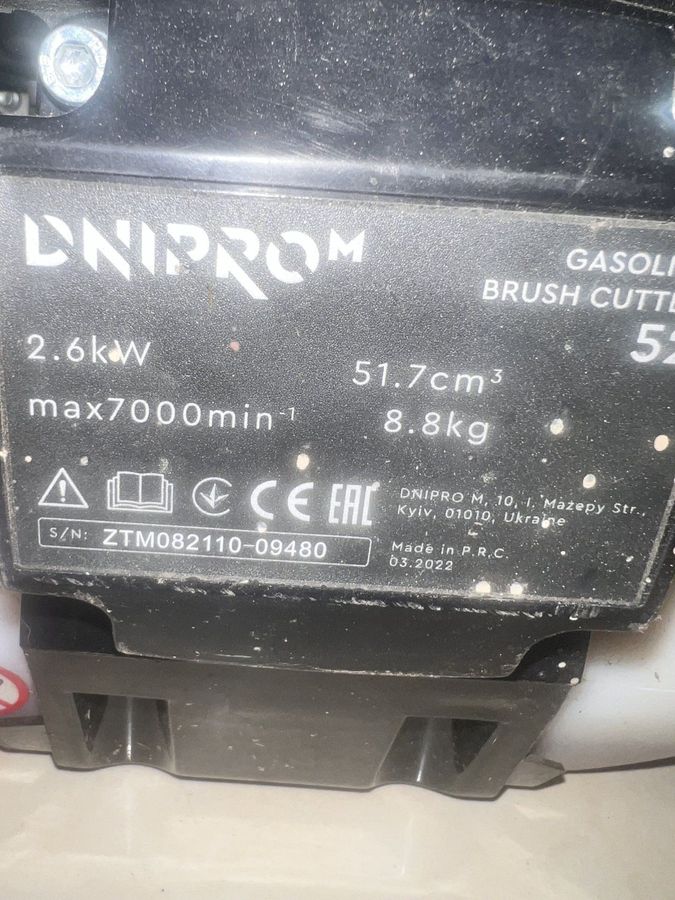 DNIPRO M
GASOLI
BRUSH CUTTE
52
2.6kW
51.7cm³
max7000min⁻¹
8.8kg
CE EAC
DNIPRO M, 10, I. Mazepy Str.,
Kyiv, 01010, Ukraine
S/N: ZTM082110-09480
Made in P.R.C.
03.2022